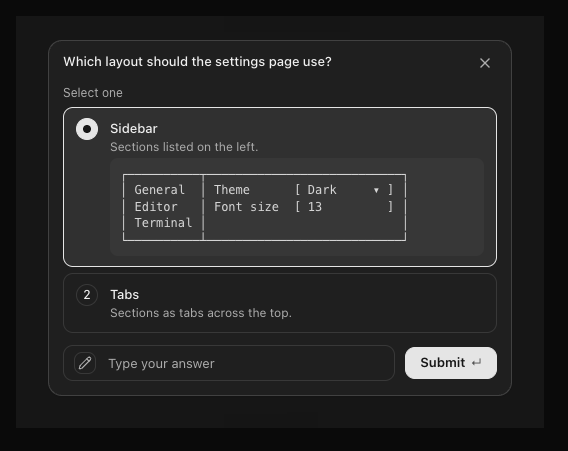 Which layout should the settings page use?
Select one
Sidebar
Sections listed on the left.
General │ Theme [ Dark ▾ ]
Editor │ Font size [ 13 ]
Terminal │
2 Tabs
Sections as tabs across the top.
Type your answer
Submit ↵